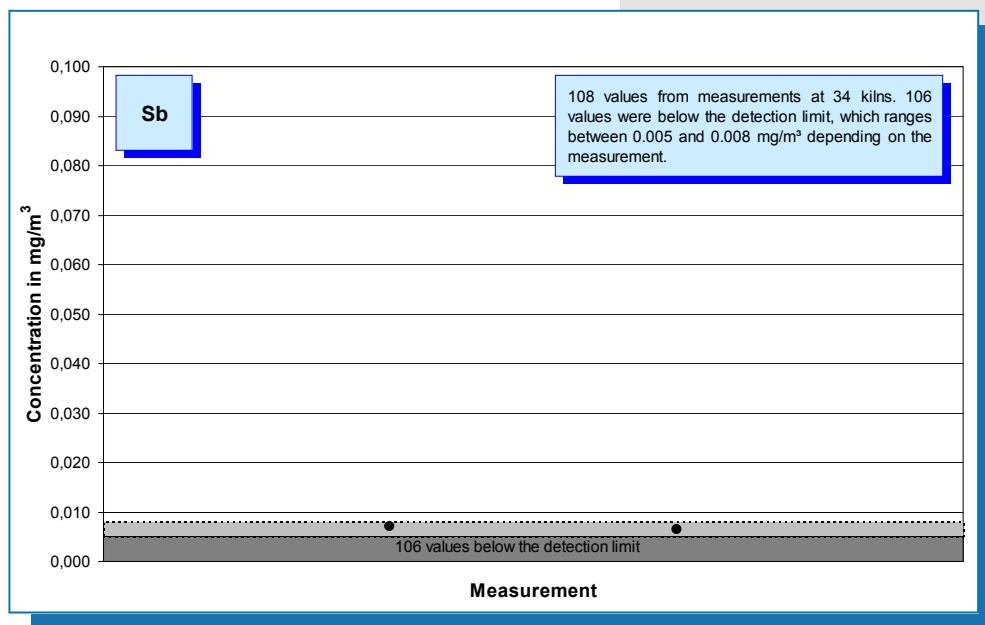 0,100
0,090
0,080
0,070
0,060
0,050
0,040
0,030
0,020
0,010
0,000
Concentration in mg/m³
Sb
108 values from measurements at 34 kilns. 106
values were below the detection limit, which ranges
between 0.005 and 0.008 mg/m³ depending on the
measurement.
106 values below the detection limit
Measurement